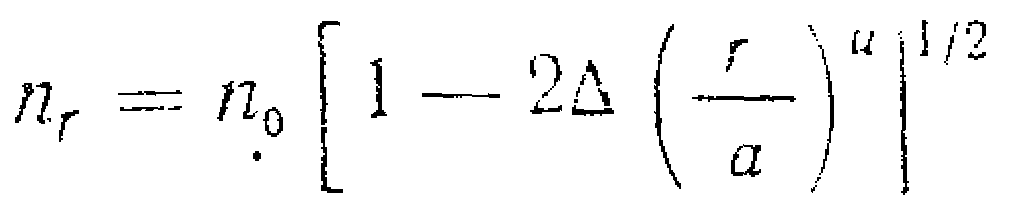 n_r = n_0 [ 1 — 2Δ ( r / a )^u ]^{1/2}